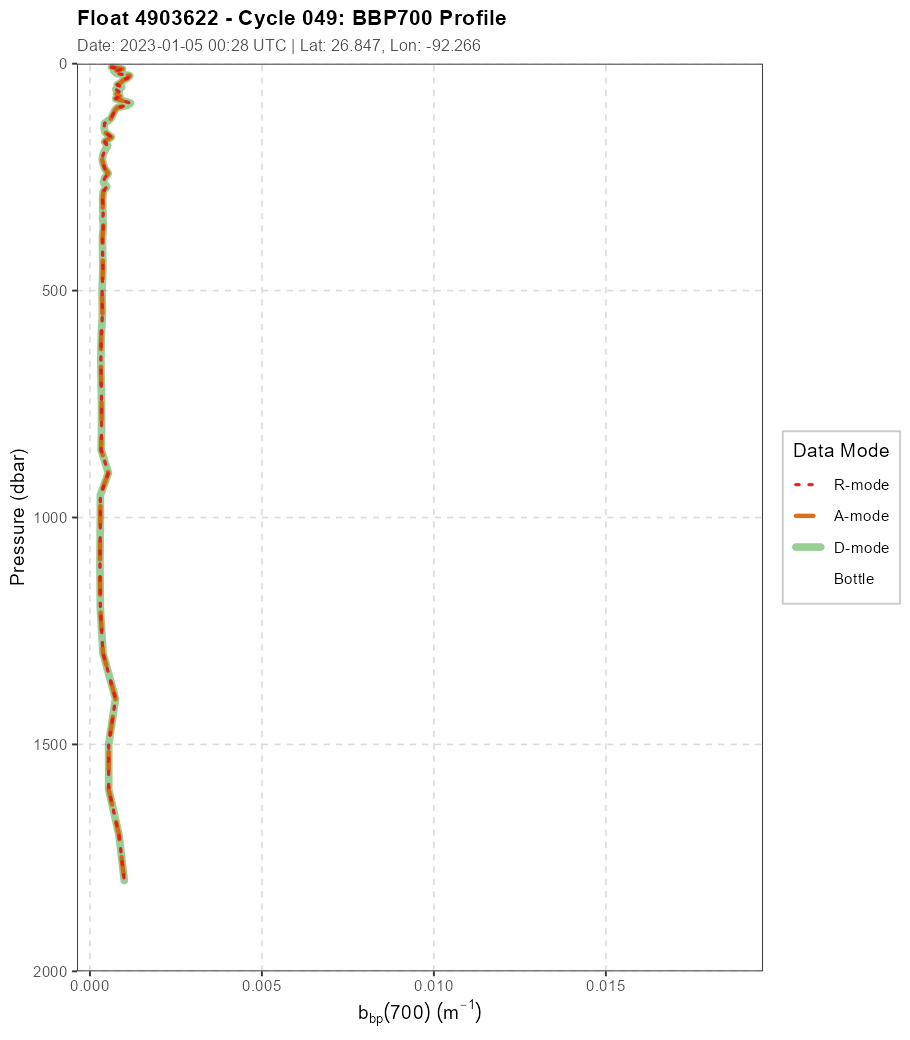 Float 4903622 - Cycle 049: BBP700 Profile
Date: 2023-01-05 00:28 UTC | Lat: 26.847, Lon: -92.266
0
500
1000
1500
2000
Pressure (dbar)
0.000 0.005 0.010 0.015
b_bp(700) (m⁻¹)
Data Mode
R-mode
A-mode
D-mode
Bottle